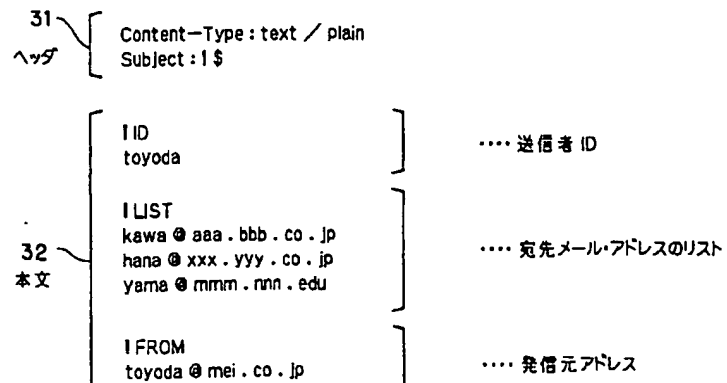 31
ヘッダ
Content-Type : text / plain
Subject : ! $
32
本文
! ID
toyoda
‥‥ 送信者 ID
! LIST
kawa @ aaa . bbb . co . jp
hana @ xxx . yyy . co . jp
yama @ mmm . nnn . edu
‥‥ 宛先メール・アドレスのリスト
! FROM
toyoda @ mei . co . jp
‥‥ 発信元アドレス